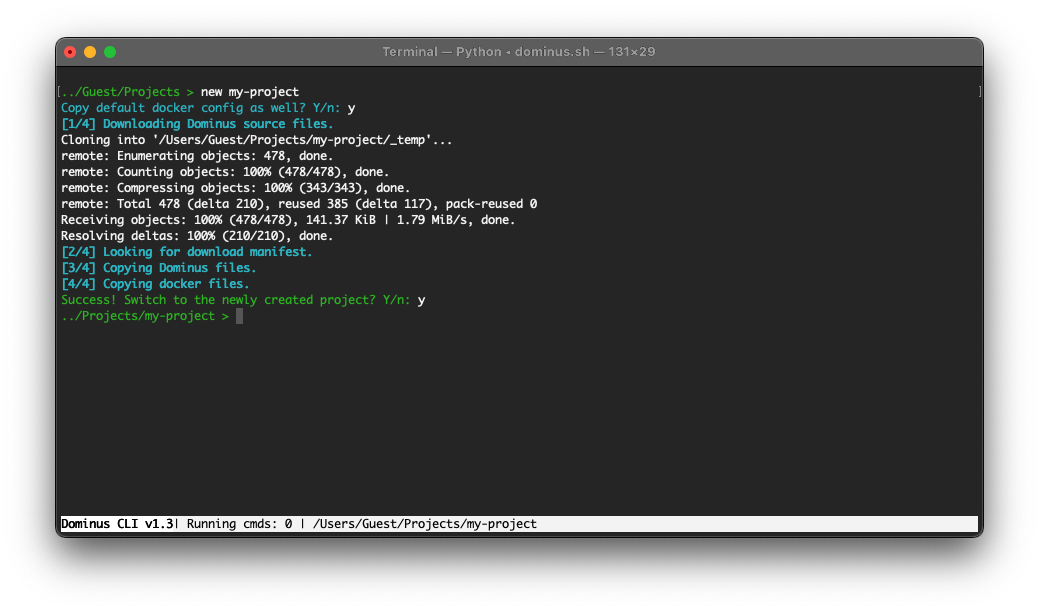 Terminal — Python • dominus.sh — 131×29
[../Guest/Projects > new my-project ]
Copy default docker config as well? Y/n: y
[1/4] Downloading Dominus source files.
Cloning into '/Users/Guest/Projects/my-project/_temp'...
remote: Enumerating objects: 478, done.
remote: Counting objects: 100% (478/478), done.
remote: Compressing objects: 100% (343/343), done.
remote: Total 478 (delta 210), reused 385 (delta 117), pack-reused 0
Receiving objects: 100% (478/478), 141.37 KiB | 1.79 MiB/s, done.
Resolving deltas: 100% (210/210), done.
[2/4] Looking for download manifest.
[3/4] Copying Dominus files.
[4/4] Copying docker files.
Success! Switch to the newly created project? Y/n: y
../Projects/my-project >
Dominus CLI v1.3| Running cmds: 0 | /Users/Guest/Projects/my-project